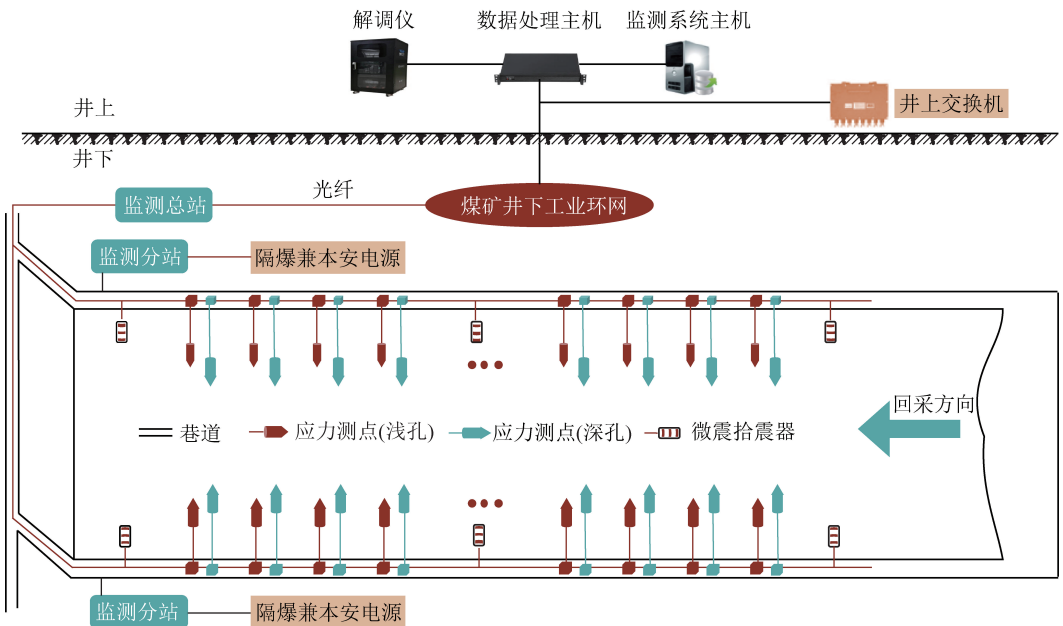 解调仪
数据处理主机
监测系统主机
井上
井上交换机
井下
光纤
监测总站
煤矿井下工业环网
监测分站
隔爆兼本安电源
回采方向
巷道
应力测点(浅孔)
应力测点(深孔)
微震拾震器
监测分站
隔爆兼本安电源